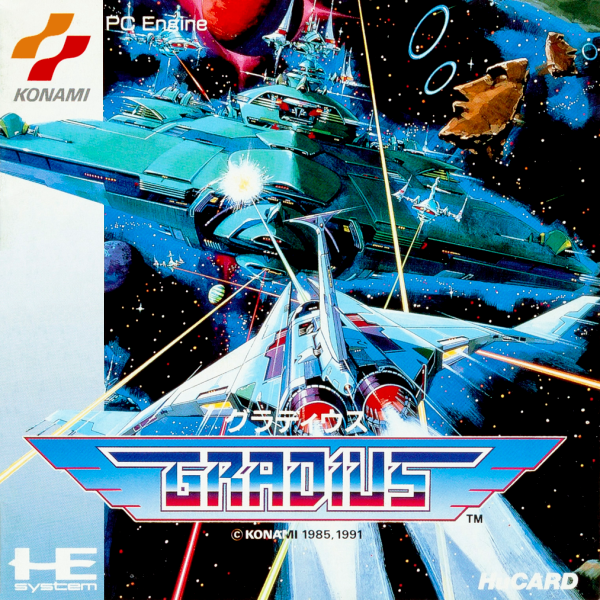 PC Engine
KONAMI
グラディウス
GRADIUS
TM
© KONAMI 1985, 1991
HE
system
HuCARD